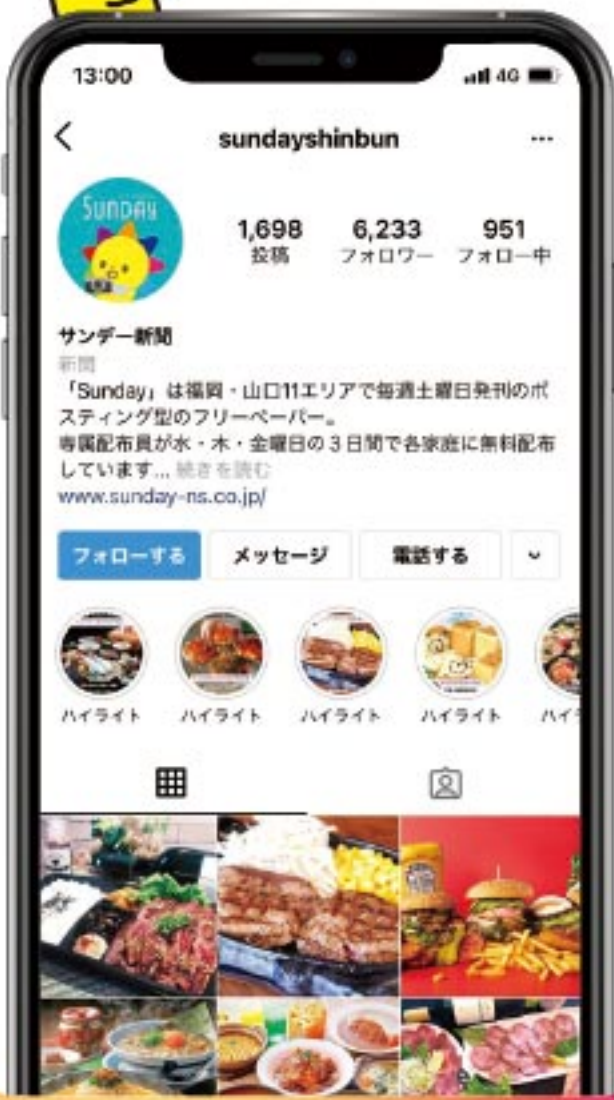 13:00
4G
sundayshinbun
...
SUNDAY
1,698
投稿
6,233
フォロワー
951
フォロー中
サンデー新聞
新聞
「Sunday」は福岡・山口11エリアで毎週土曜日発刊のポ
スティング型のフリーペーパー。
専属配布員が水・木・金曜日の3日間で各家庭に無料配布
しています... 続きを読む
www.sunday-ns.co.jp/
フォローする
メッセージ
電話する
ハイライト
ハイライト
ハイライト
ハイライト
ハイラ